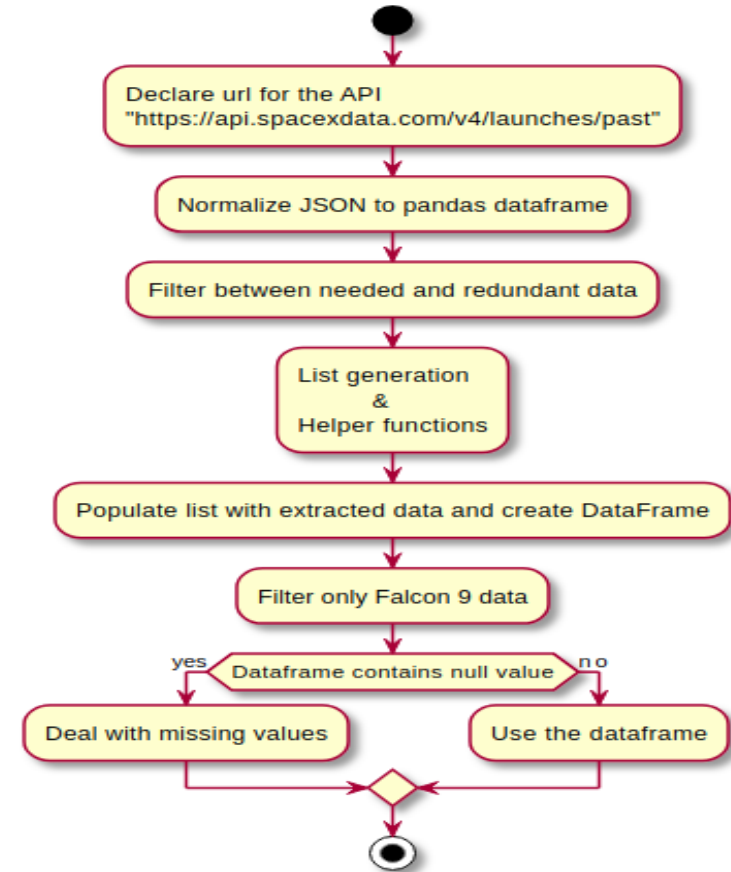 Declare url for the API
"https://api.spacexdata.com/v4/launches/past"
Normalize JSON to pandas dataframe
Filter between needed and redundant data
List generation
&
Helper functions
Populate list with extracted data and create DataFrame
Filter only Falcon 9 data
yes
Dataframe contains null value
no
Deal with missing values
Use the dataframe